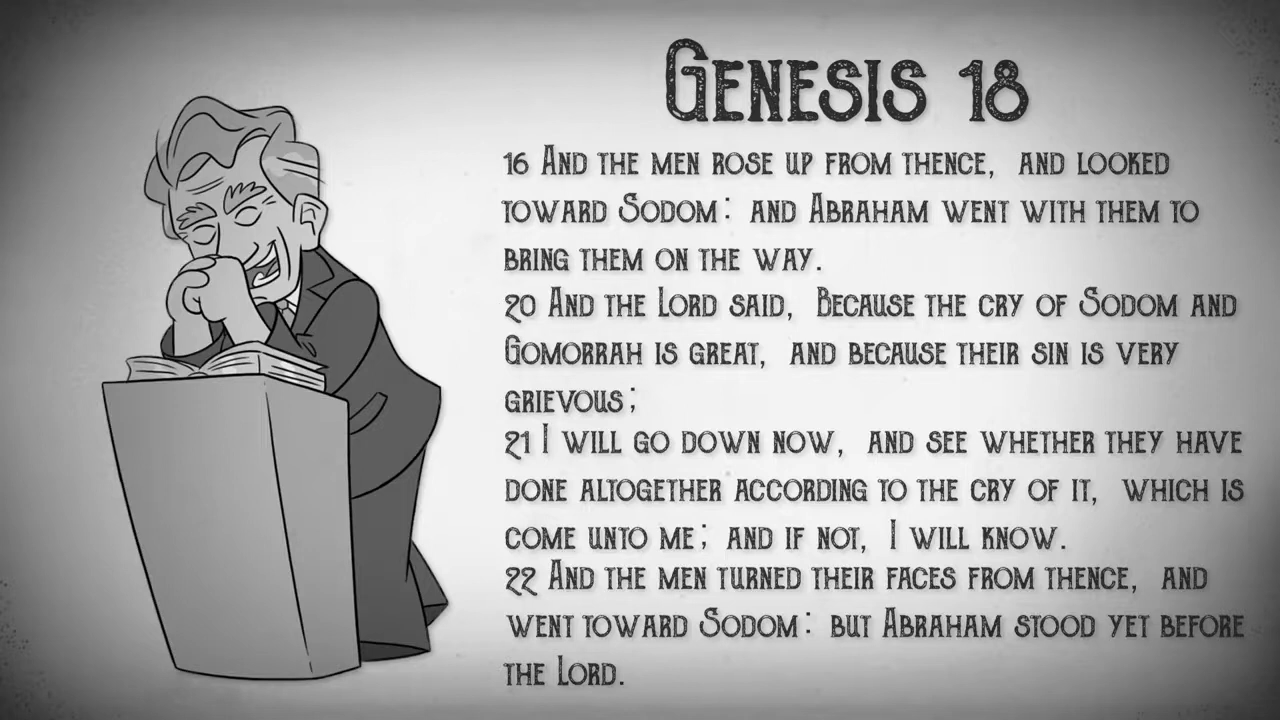 Genesis 18
16 And the men rose up from thence, and looked
toward Sodom: and Abraham went with them to
bring them on the way.
20 And the Lord said, Because the cry of Sodom and
Gomorrah is great, and because their sin is very
grievous;
21 I will go down now, and see whether they have
done altogether according to the cry of it, which is
come unto me; and if not, I will know.
22 And the men turned their faces from thence, and
went toward Sodom: but Abraham stood yet before
the Lord.